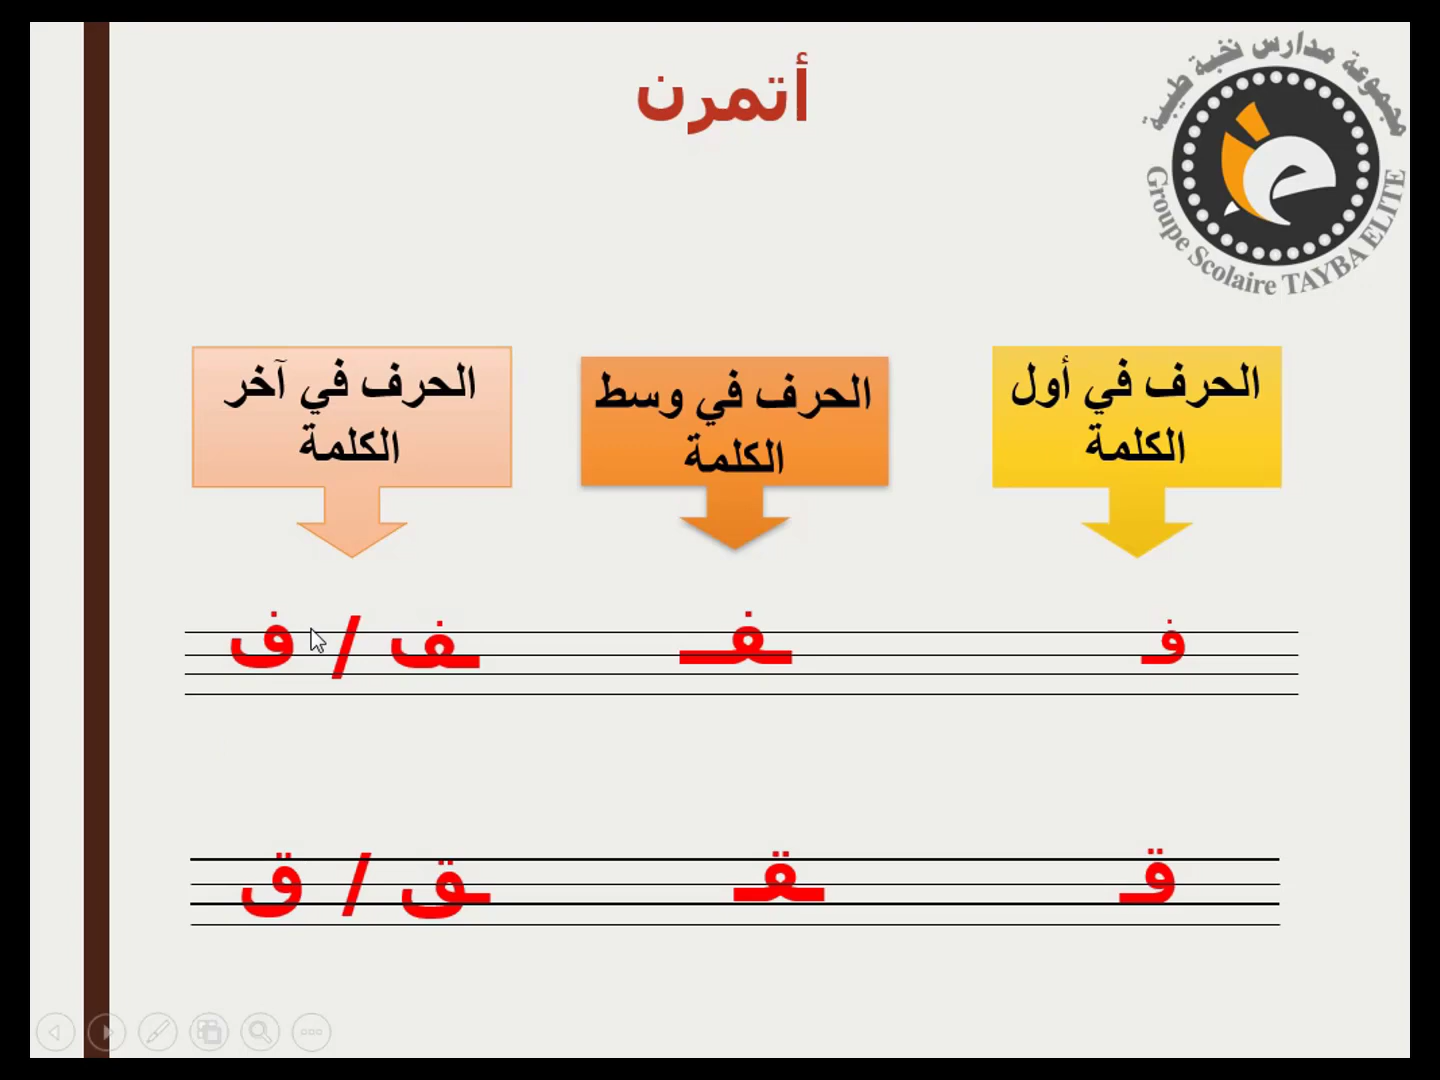 أتمرن
مجموعة مدارس نخبة طيبة
Groupe Scolaire TAYBA ELITE
الحرف في أول
الكلمة
الحرف في وسط
الكلمة
الحرف في آخر
الكلمة
فـ ـفـ ـف / ف
قـ ـقـ ـق / ق